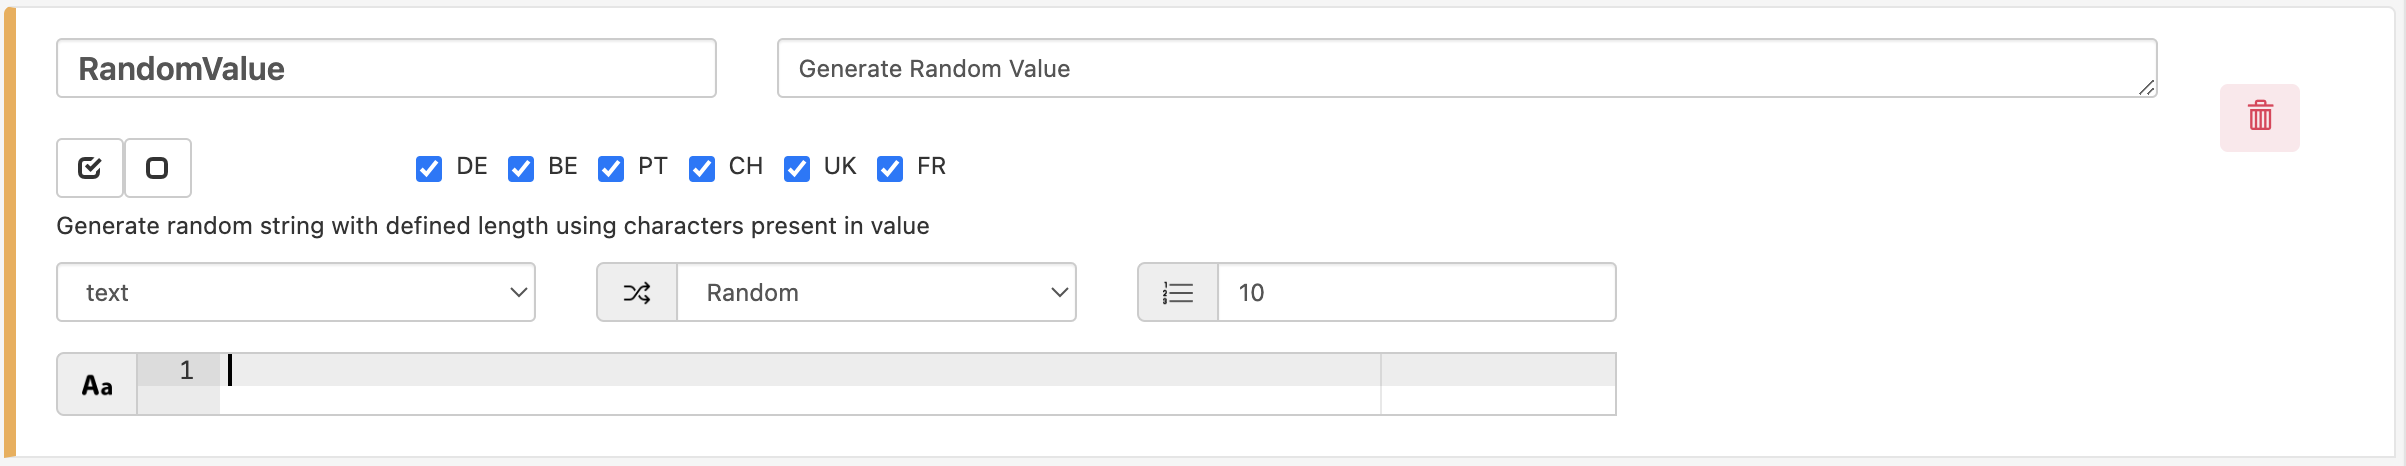 RandomValue
Generate Random Value
DE BE PT CH UK FR
Generate random string with defined length using characters present in value
text
Random
10
Aa
1